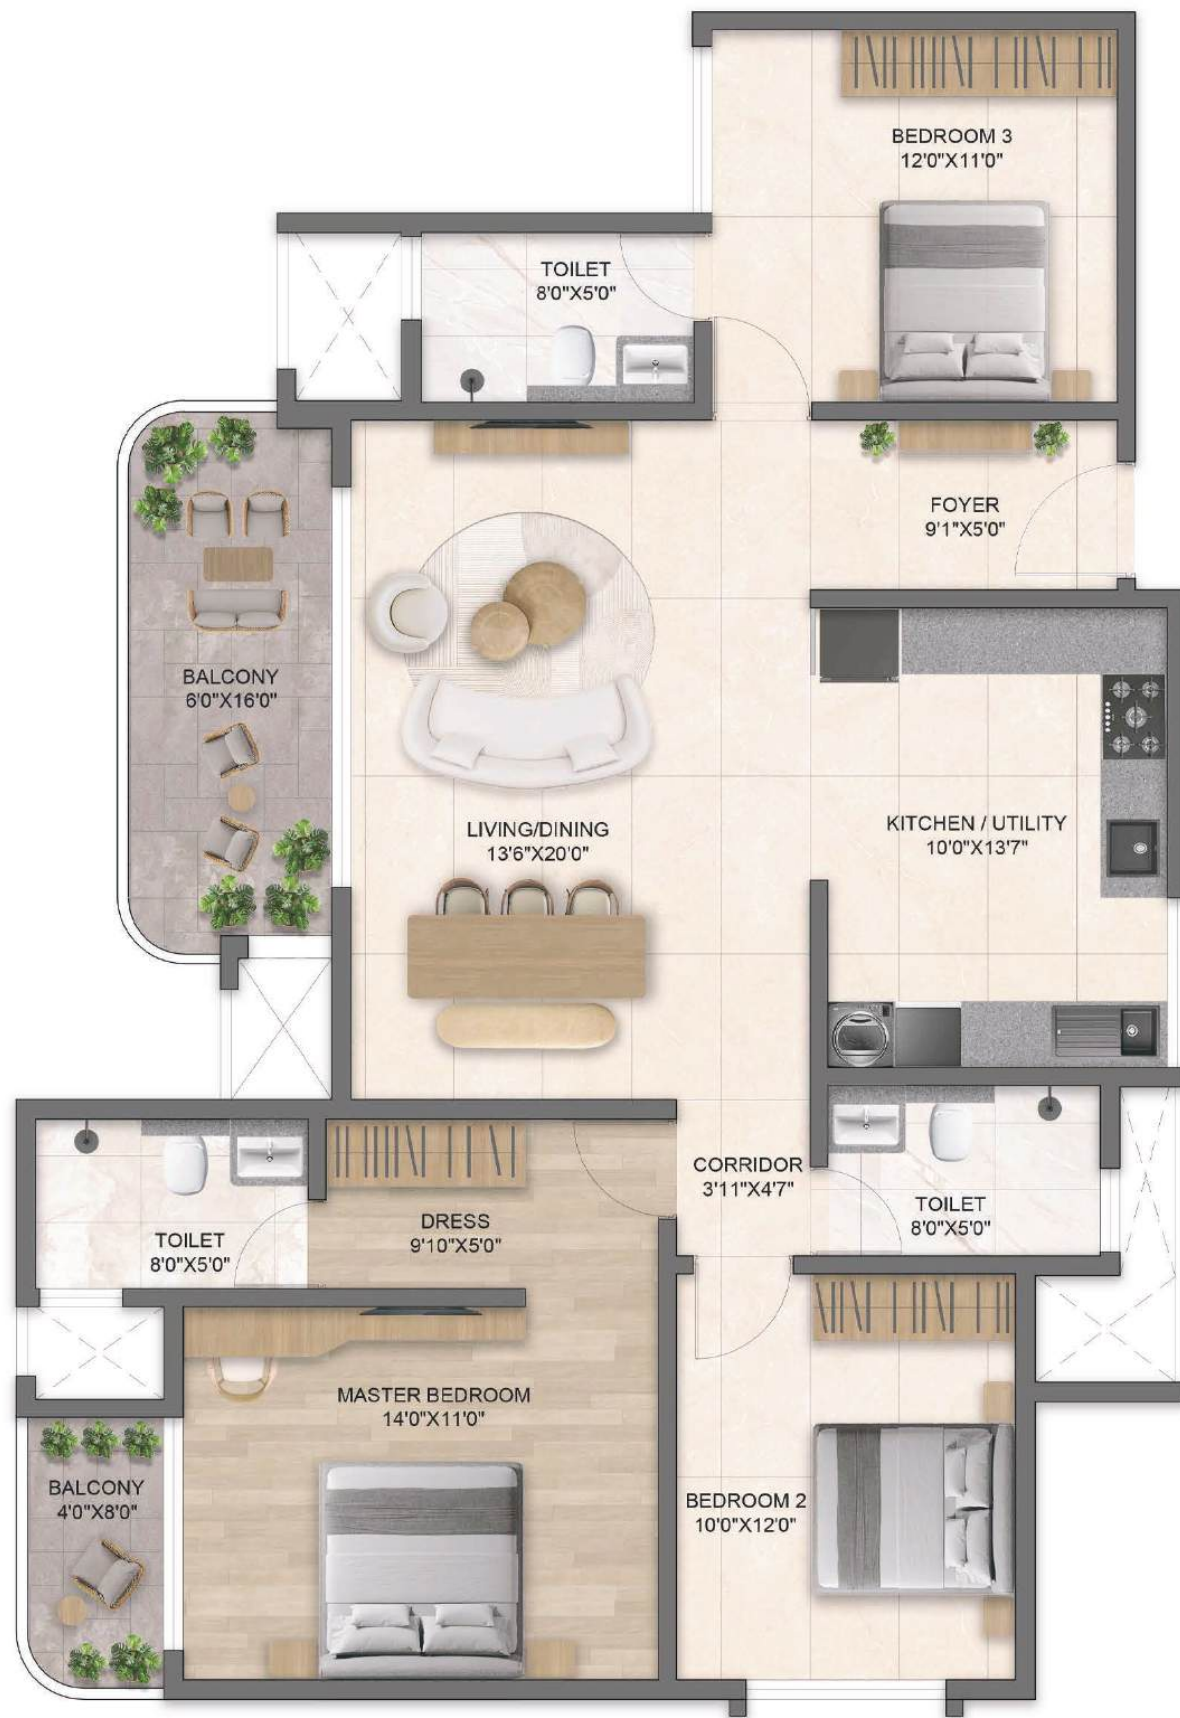 BEDROOM 3
12'0"X11'0"
TOILET
8'0"X5'0"
FOYER
9'1"X5'0"
BALCONY
6'0"X16'0"
LIVING/DINING
13'6"X20'0"
KITCHEN / UTILITY
10'0"X13'7"
CORRIDOR
3'11"X4'7"
TOILET
8'0"X5'0"
DRESS
9'10"X5'0"
TOILET
8'0"X5'0"
MASTER BEDROOM
14'0"X11'0"
BALCONY
4'0"X8'0"
BEDROOM 2
10'0"X12'0"